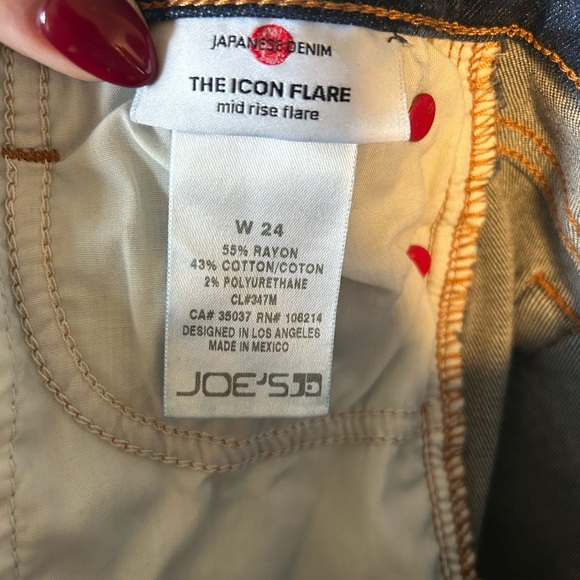 JAPANESE DENIM
THE ICON FLARE
mid rise flare
W 24
55% RAYON
43% COTTON/COTON
2% POLYURETHANE
CL#347M
CA# 35037 RN# 106214
DESIGNED IN LOS ANGELES
MADE IN MEXICO
JOE'S